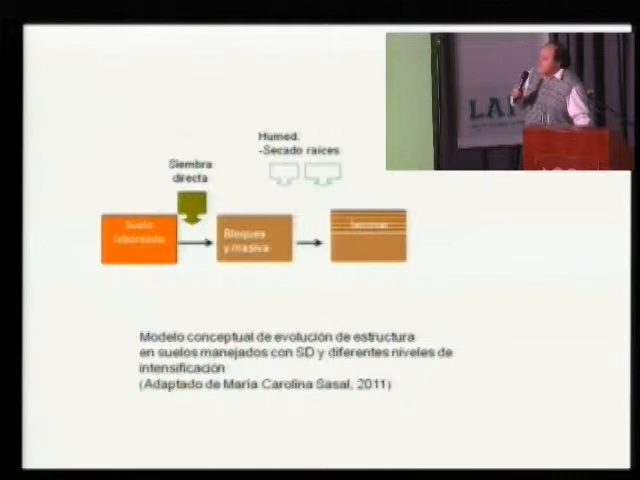 LA
Humed.
-Secado raíces
Siembra
directa
Suelo
laboreado
Bloques
y masiva
Modelo conceptual de evolución de estructura
en suelos manejados con SD y diferentes niveles de
intensificación
(Adaptado de María Carolina Sasal, 2011)